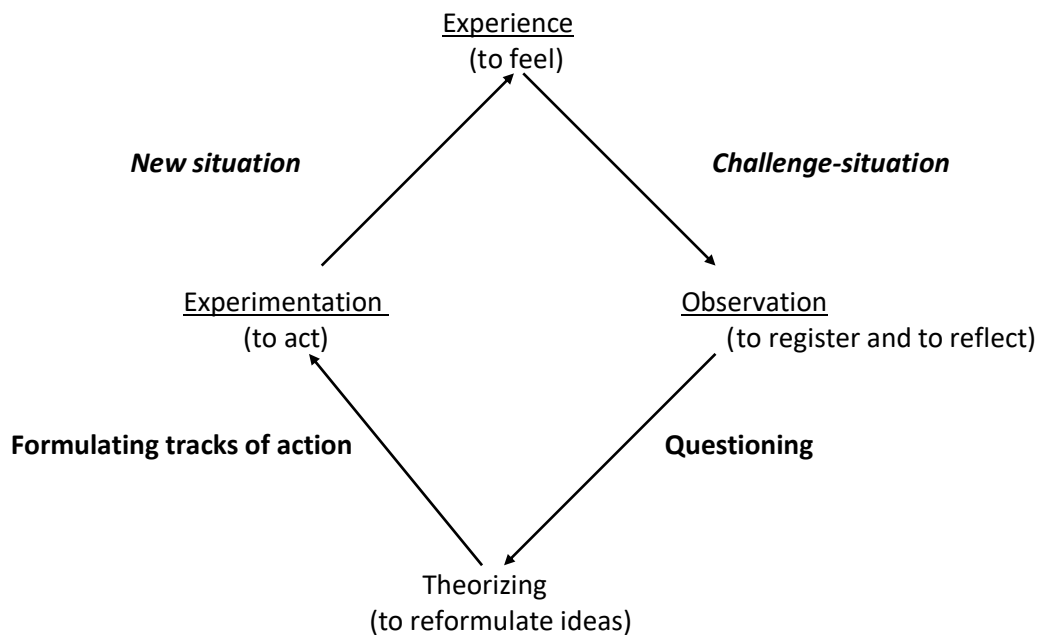 Experience
(to feel)
New situation
Challenge-situation
Experimentation
(to act)
Observation
(to register and to reflect)
Formulating tracks of action
Questioning
Theorizing
(to reformulate ideas)